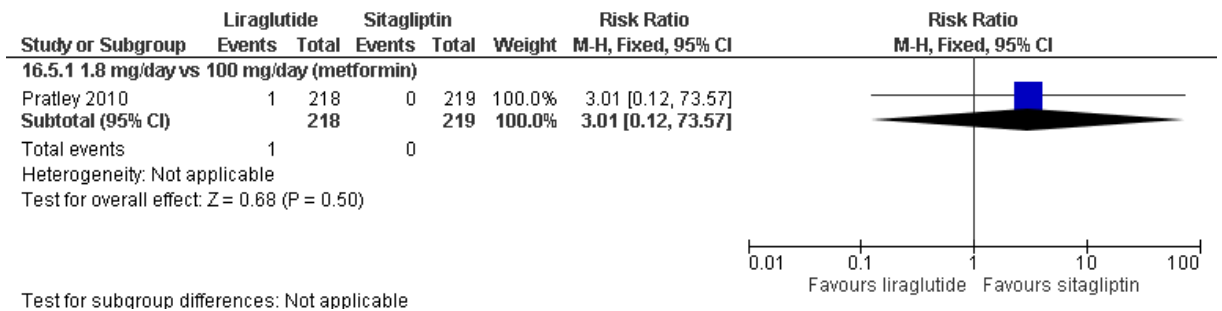 Liraglutide Sitagliptin Risk Ratio Risk Ratio
Study or Subgroup Events Total Events Total Weight M-H, Fixed, 95% CI M-H, Fixed, 95% CI
16.5.1 1.8 mg/day vs 100 mg/day (metformin)
Pratley 2010 1 218 0 219 100.0% 3.01 [0.12, 73.57]
Subtotal (95% CI) 218 219 100.0% 3.01 [0.12, 73.57]
Total events 1 0
Heterogeneity: Not applicable
Test for overall effect: Z = 0.68 (P = 0.50)
0.01 0.1 1 10 100
Favours liraglutide Favours sitagliptin
Test for subgroup differences: Not applicable